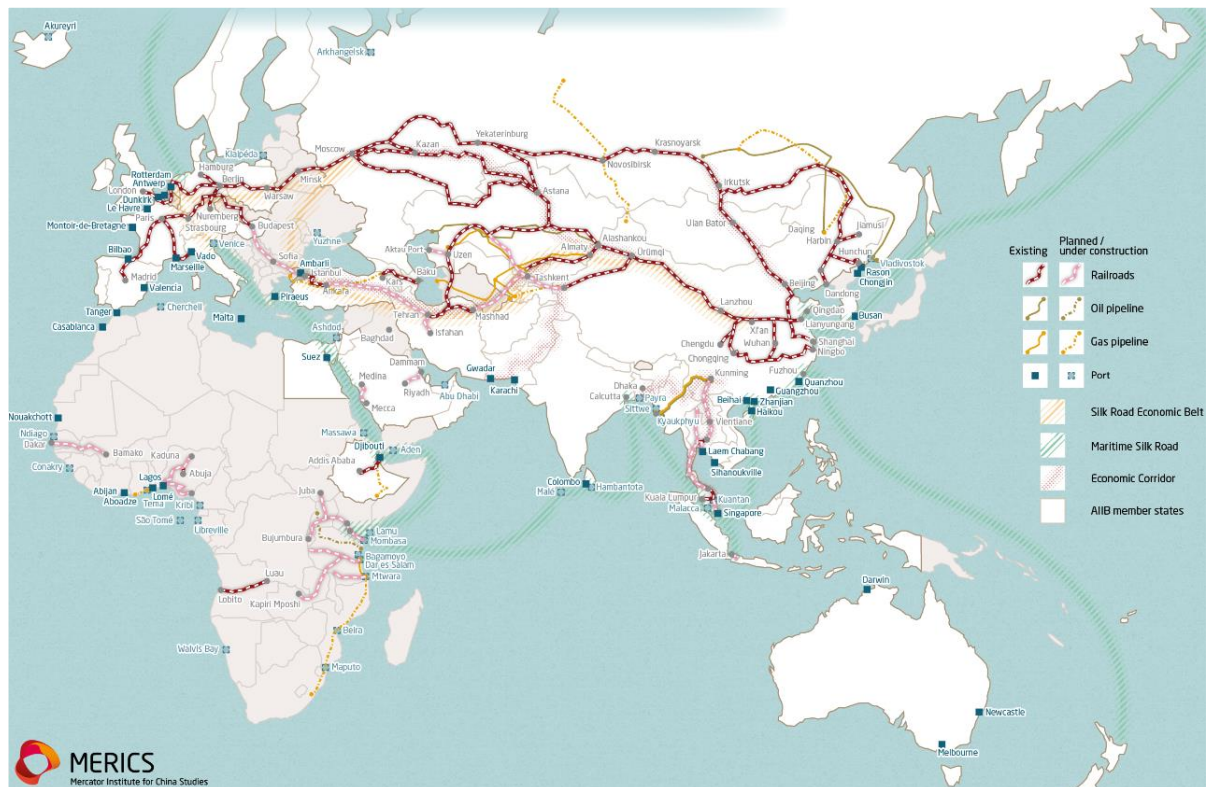 Akureyri
Arkhangelsk
Yekaterinburg
Krasnoyarsk
Kazan
Moscow
Novosibirsk
Klaipėda
Hamburg
Rotterdam
Antwerp
Berlin
Minsk
Irkutsk
London
Warsaw
Astana
Dunkirk
Le Havre
Paris
Nuremberg
Ulan Bator
Jiamusi
Montoir-de-Bretagne
Strasbourg
Budapest
Daqing
Harbin
Venice
Yuzhne
Alashankou
Hunchun
Almaty
Ürümqi
Vladivostok
Aktau Port
Uzen
Bilbao
Vado
Sofia
Ambarli
Rason
Marseille
Istanbul
Baku
Tashkent
Beijing
Chongjin
Madrid
Kars
Dandong
Valencia
Ankara
Piraeus
Lanzhou
Qingdao
Tanger
Cherchell
Tehran
Mashhad
Xi'an
Lianyungang
Busan
Casablanca
Malta
Ashdod
Isfahan
Chengdu
Wuhan
Shanghai
Baghdad
Chongqing
Ningbo
Suez
Dammam
Gwadar
Kunming
Fuzhou
Medina
Karachi
Dhaka
Quanzhou
Riyadh
Abu Dhabi
Calcutta
Payra
Guangzhou
Mecca
Sittwe
Beihai
Zhanjian
Nouakchott
Kyaukphyu
Haikou
Ndiago
Massawa
Vientiane
Dakar
Kaduna
Djibouti
Aden
Bamako
Laem Chabang
Conakry
Abuja
Addis Ababa
Sihanoukville
Lagos
Colombo
Hambantota
Abijan
Lomé
Juba
Malé
Kuala Lumpur
Kuantan
Aboadze
Tema
Kribi
Malacca
Singapore
São Tomé
Libreville
Lamu
Bujumbura
Mombasa
Bagamoyo
Jakarta
Dar es Salam
Luau
Mtwara
Lobito
Kapiri Mposhi
Darwin
Beira
Walvis Bay
Maputo
Newcastle
Melbourne
Existing
Planned /
under construction
Railroads
Oil pipeline
Gas pipeline
Port
Silk Road Economic Belt
Maritime Silk Road
Economic Corridor
AIIB member states
MERICS
Mercator Institute for China Studies